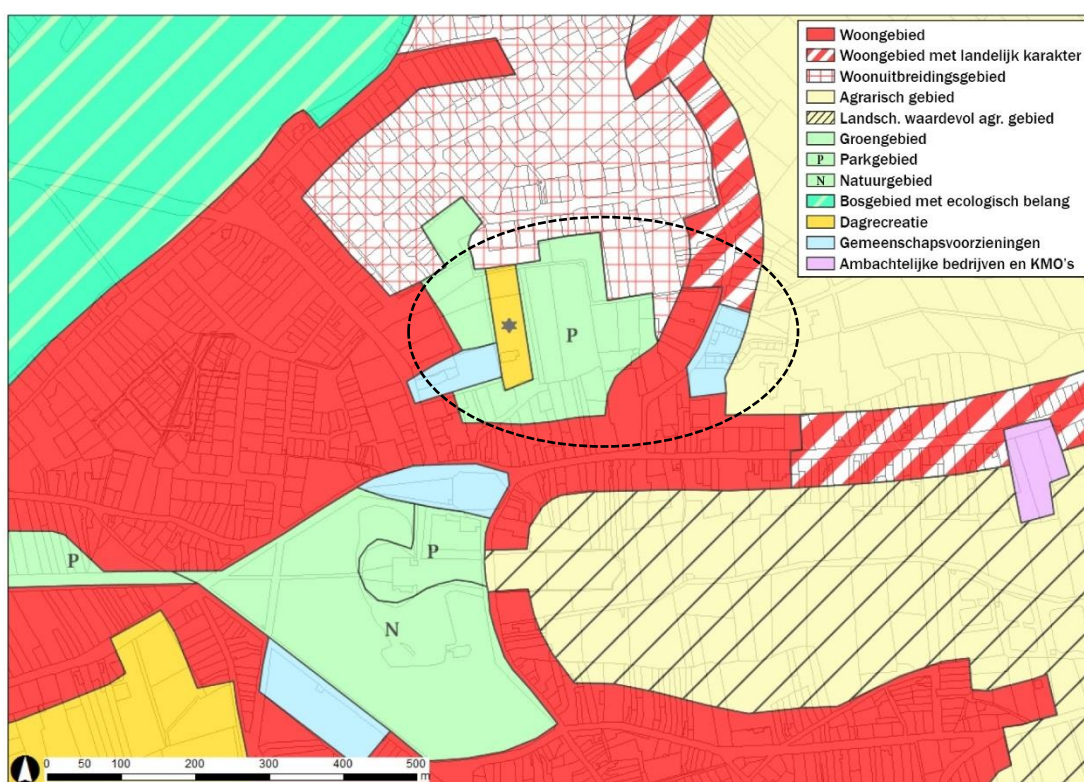 Woongebied
Woongebied met landelijk karakter
Woonuitbreidingsgebied
Agrarisch gebied
Landsch. waardevol agr. gebied
Groengebied
P Parkgebied
N Natuurgebied
Bosgebied met ecologisch belang
Dagrecreatie
Gemeenschapsvoorzieningen
Ambachtelijke bedrijven en KMO's
P
P
P
N
0 100 200 300 400 500
m